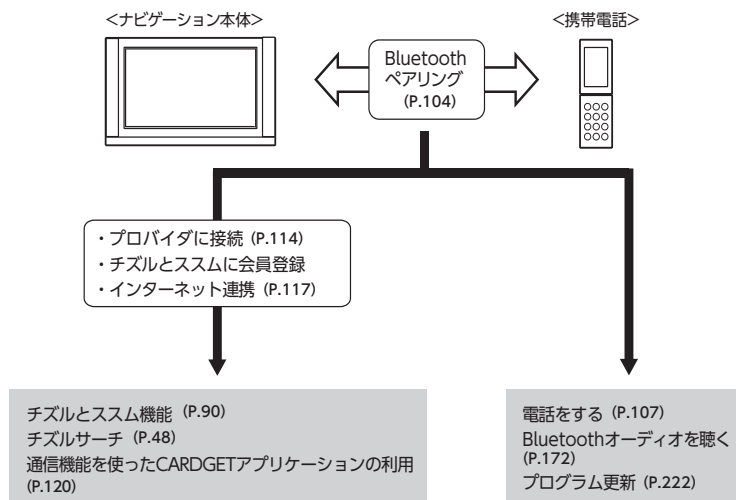 <ナビゲーション本体>
<携帯電話>
Bluetooth
ペアリング
(P.104)
・プロバイダに接続 (P.114)
・チズルとススムに会員登録
・インターネット連携 (P.117)
チズルとススム機能 (P.90)
チズルサーチ (P.48)
通信機能を使ったCARDGETアプリケーションの利用
(P.120)
電話をする (P.107)
Bluetoothオーディオを聴く
(P.172)
プログラム更新 (P.222)